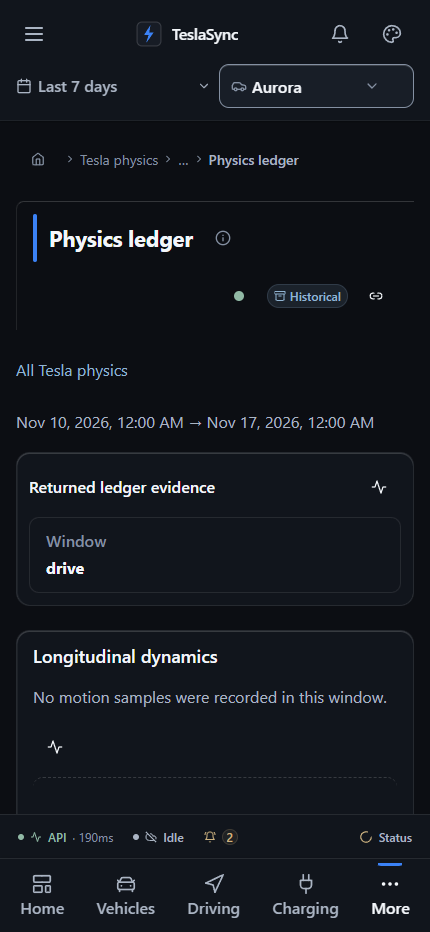 TeslaSync
Last 7 days
Aurora
Tesla physics
...
Physics ledger
Physics ledger
Historical
All Tesla physics
Nov 10, 2026, 12:00 AM → Nov 17, 2026, 12:00 AM
Returned ledger evidence
Window
drive
Longitudinal dynamics
No motion samples were recorded in this window.
API · 190ms
Idle
2
Status
Home
Vehicles
Driving
Charging
More